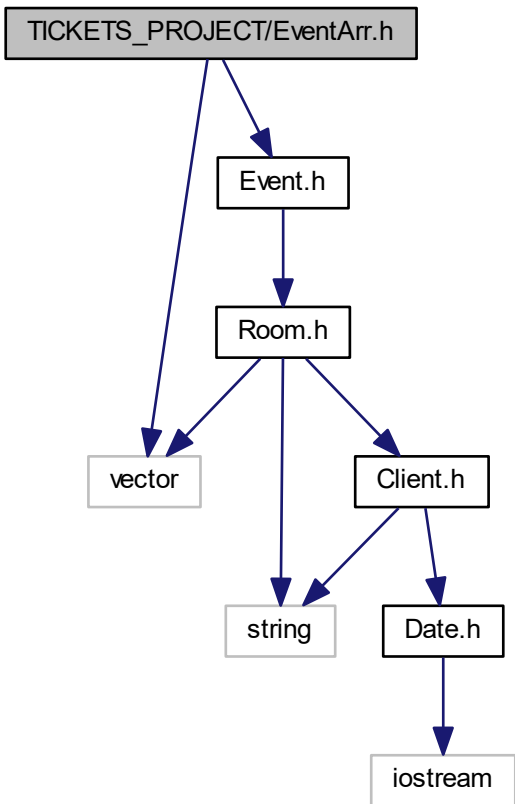 TICKETS_PROJECT/EventArr.h
Event.h
Room.h
vector
Client.h
string
Date.h
iostream